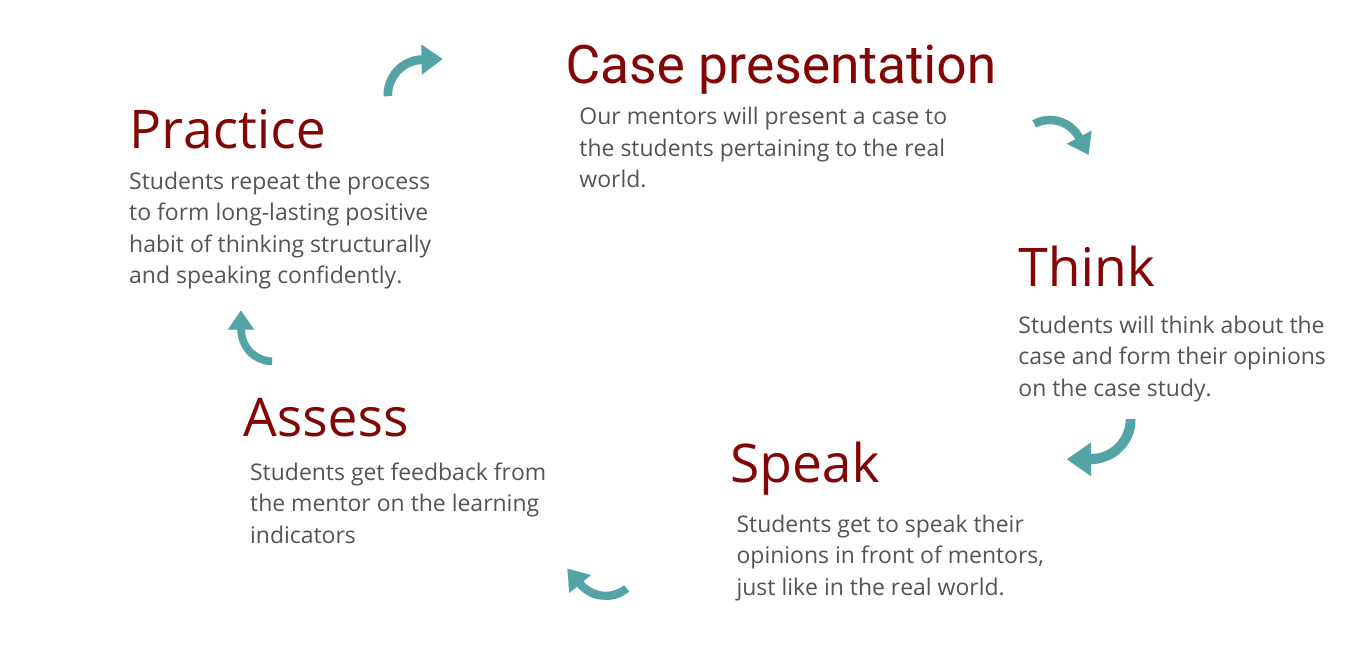 Case presentation
Our mentors will present a case to
the students pertaining to the real
world.
Think
Students will think about the
case and form their opinions
on the case study.
Speak
Students get to speak their
opinions in front of mentors,
just like in the real world.
Assess
Students get feedback from
the mentor on the learning
indicators
Practice
Students repeat the process
to form long-lasting positive
habit of thinking structurally
and speaking confidently.